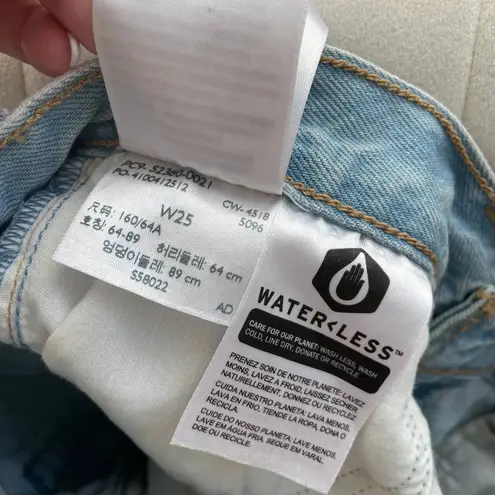 PC9-52360-0021
PO-4100412512
CW-4518
5096
W25
尺码: 160/64A
호칭: 64-89
허리둘레: 64 cm
엉덩이둘레: 89 cm
S58022
AD
WATER<LESS™
CARE FOR OUR PLANET: WASH LESS, WASH
COLD, LINE DRY, DONATE OR RECYCLE
PRENEZ SOIN DE NOTRE PLANETE: LAVEZ
MOINS, LAVEZ A FROID, LAISSEZ SECHER
NATURELLEMENT, DONNEZ OU RECYCLEZ
CUIDA NUESTRO PLANETA: LAVA MENOS,
LAVA EN FRIO, TIENDE LA ROPA, DONA O
RECICLA
CUIDE DO NOSSO PLANETA: LAVE MENOS,
LAVE EM ÁGUA FRIA, SEQUE EM VARAL,
DOE OU RECICLE.